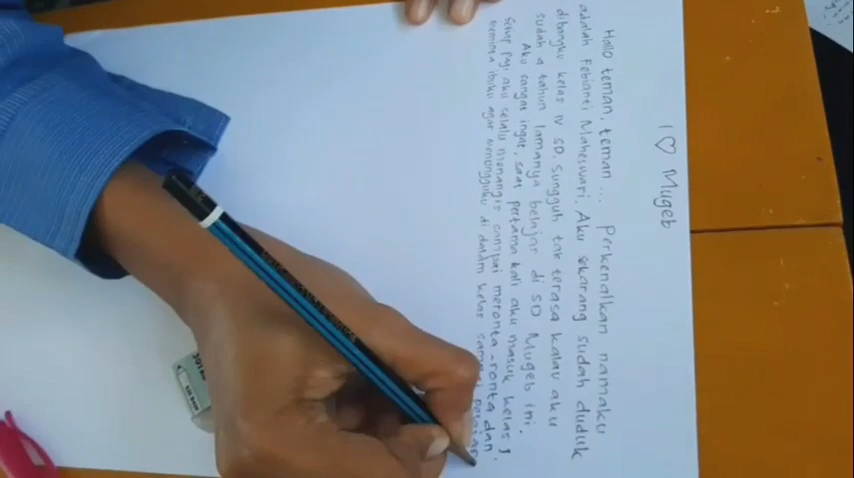 I ♡ Mugeb
Hallo teman, teman ... perkenalkan namaku
adalah Febianti Maheswari. Aku sekarang sudah duduk
dibangku kelas IV SD. Sungguh tak terasa kalau aku
sudah 4 tahun lamanya belajar di SD Mugeb ini.
Aku sangat ingat, saat pertama kali aku masuk kelas 1
Setiap pagi aku selalu menangis sampai meronta-ronta dan
meminta ibuku agar menungguku di dalam kelas